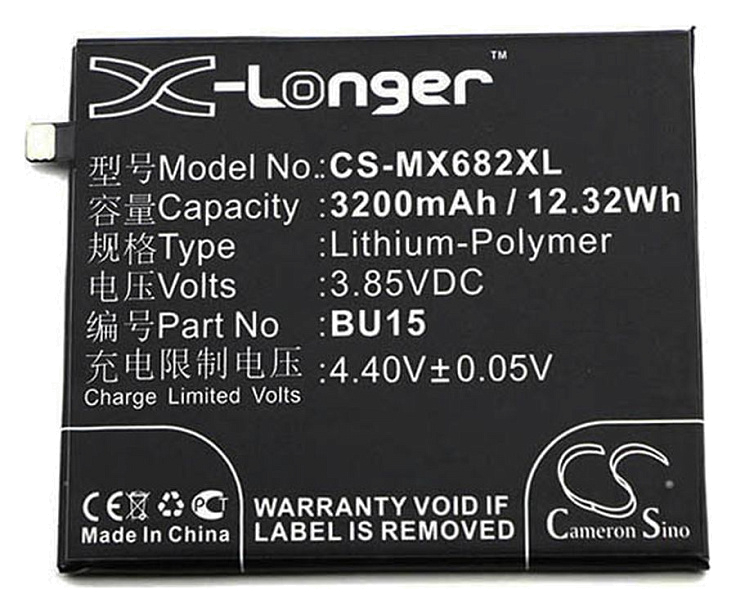 X-Longer™
型号Model No.:CS-MX682XL
容量Capacity :3200mAh / 12.32Wh
规格Type :Lithium-Polymer
电压Volts :3.85VDC
编号Part No :BU15
充电限制电压 :4.40V±0.05V
Charge Limited Volts
CE PCT
Made In China
WARRANTY VOID IF
LABEL IS REMOVED
CS
Cameron Sino